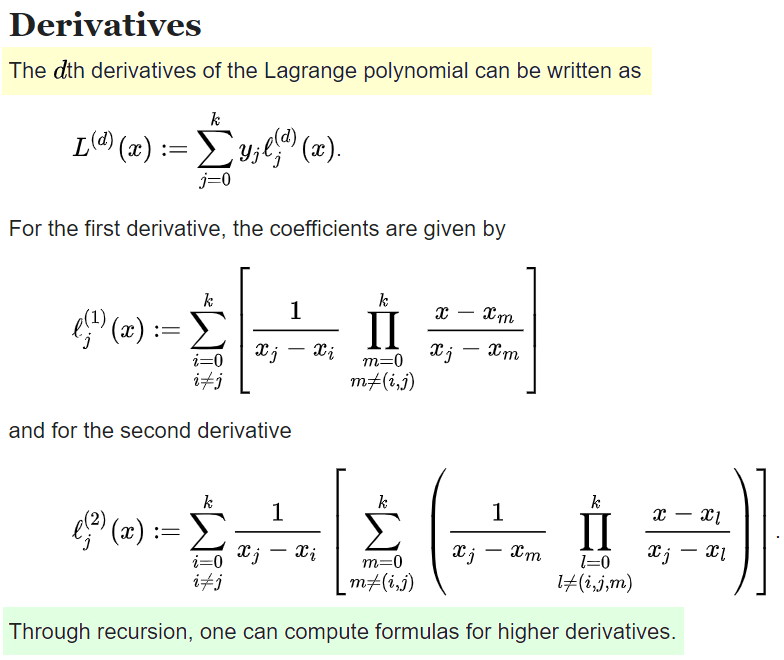 Derivatives
The dth derivatives of the Lagrange polynomial can be written as
L^{(d)}(x) := \sum_{j=0}^{k} y_j \ell_j^{(d)}(x).
For the first derivative, the coefficients are given by
\ell_j^{(1)}(x) := \sum_{\substack{i=0 \\ i \neq j}}^{k} \left[ \frac{1}{x_j - x_i} \prod_{\substack{m=0 \\ m \neq (i,j)}}^{k} \frac{x - x_m}{x_j - x_m} \right]
and for the second derivative
\ell_j^{(2)}(x) := \sum_{\substack{i=0 \\ i \neq j}}^{k} \frac{1}{x_j - x_i} \left[ \sum_{\substack{m=0 \\ m \neq (i,j)}}^{k} \left( \frac{1}{x_j - x_m} \prod_{\substack{l=0 \\ l \neq (i,j,m)}}^{k} \frac{x - x_l}{x_j - x_l} \right) \right].
Through recursion, one can compute formulas for higher derivatives.